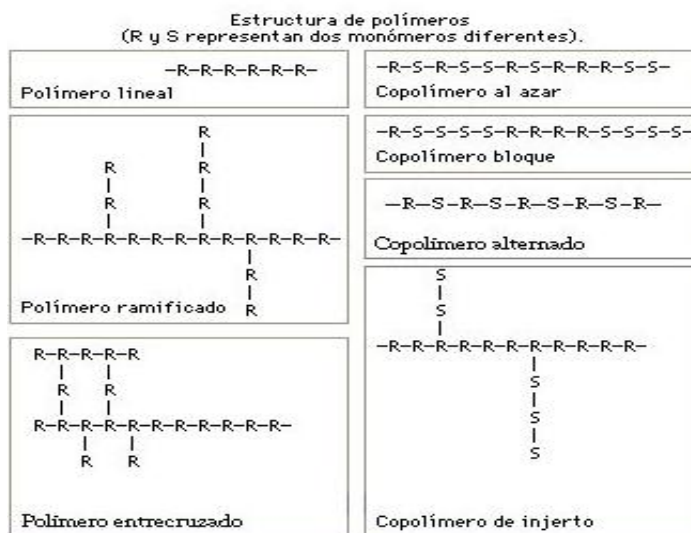 Estructura de polímeros
(R y S representan dos monómeros diferentes).
-R-R-R-R-R-R-
Polímero lineal
-R-S-R-S-S-R-S-R-R-R-S-S-
Copolímero al azar
R
R
R
R
R
-R-R-R-R-R-R-R-R-R-R-R-R-R-
R
R
Polímero ramificado
-R-S-S-S-S-R-R-R-R-S-S-S-S-
Copolímero bloque
-R-S-R-S-R-S-R-S-R-
Copolímero alternado
R-R-R-R-R
R R
R-R-R-R-R-R-R-R-R-R-R-
R R
Polímero entrecruzado
S
S
-R-R-R-R-R-R-R-R-R-R-R-
S
S
S
S
Copolímero de injerto